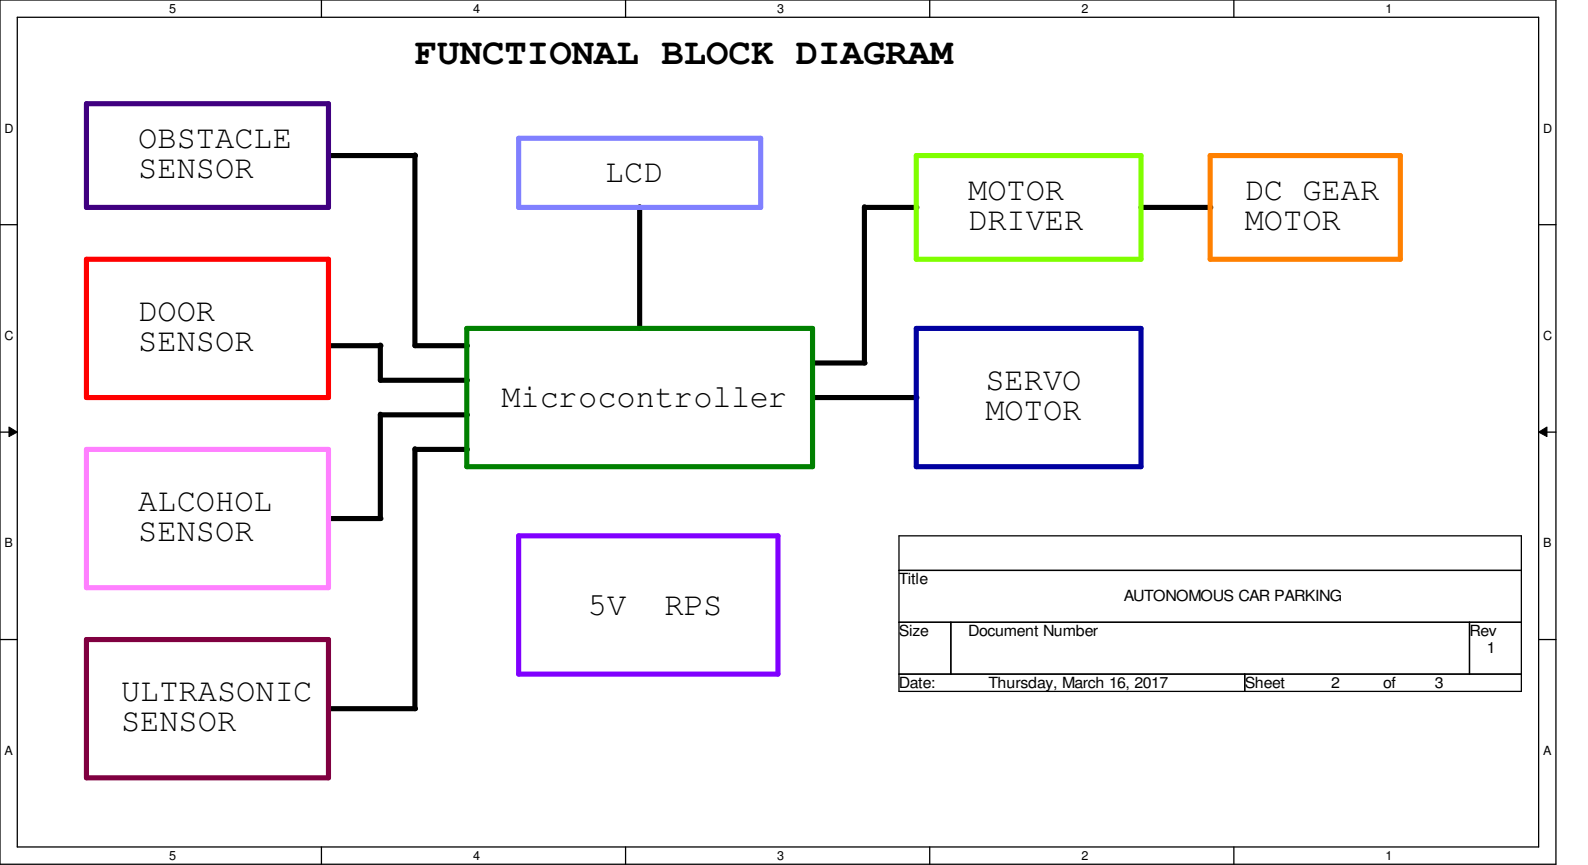 5 4 3 2 1
FUNCTIONAL BLOCK DIAGRAM
D D
OBSTACLE
SENSOR
LCD
MOTOR
DRIVER
DC GEAR
MOTOR
DOOR
SENSOR
C C
Microcontroller
SERVO
MOTOR
ALCOHOL
SENSOR
B B
5V RPS
ULTRASONIC
SENSOR
Title
AUTONOMOUS CAR PARKING
Size Document Number Rev
1
Date: Thursday, March 16, 2017 Sheet 2 of 3
A A
5 4 3 2 1